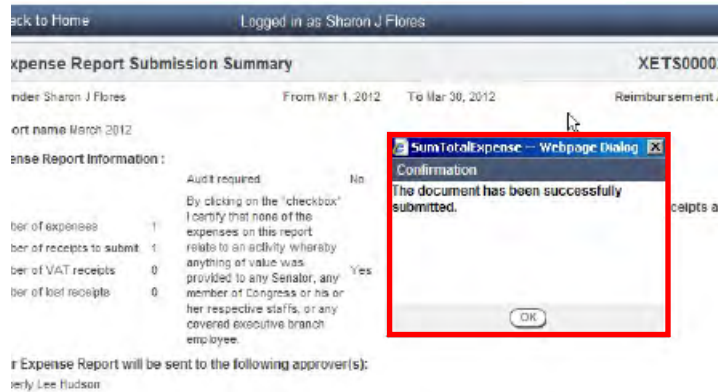 ack to Home Logged in as Sharon J Flores
xpense Report Submission Summary XETS0000
nder Sharon J Flores From Mar 1, 2012 To Mar 30, 2012 Reimbursement
ort name March 2012
ense Report Information :
Audit required No
By clicking on the "checkbox"
I certify that none of the
expenses on this report
relate to an activity whereby
anything of value was
provided to any Senator, any
member of Congress or his or
her respective staffs, or any
covered executive branch
employee.
Yes
ber of expenses 1
ber of receipts to submit 1
ber of VAT receipts 0
ber of lost receipts 0
SumTotalExpense -- Webpage Dialog
Confirmation
The document has been successfully
submitted.
OK
ceipts a
r Expense Report will be sent to the following approver(s):
berly Lee Hudson